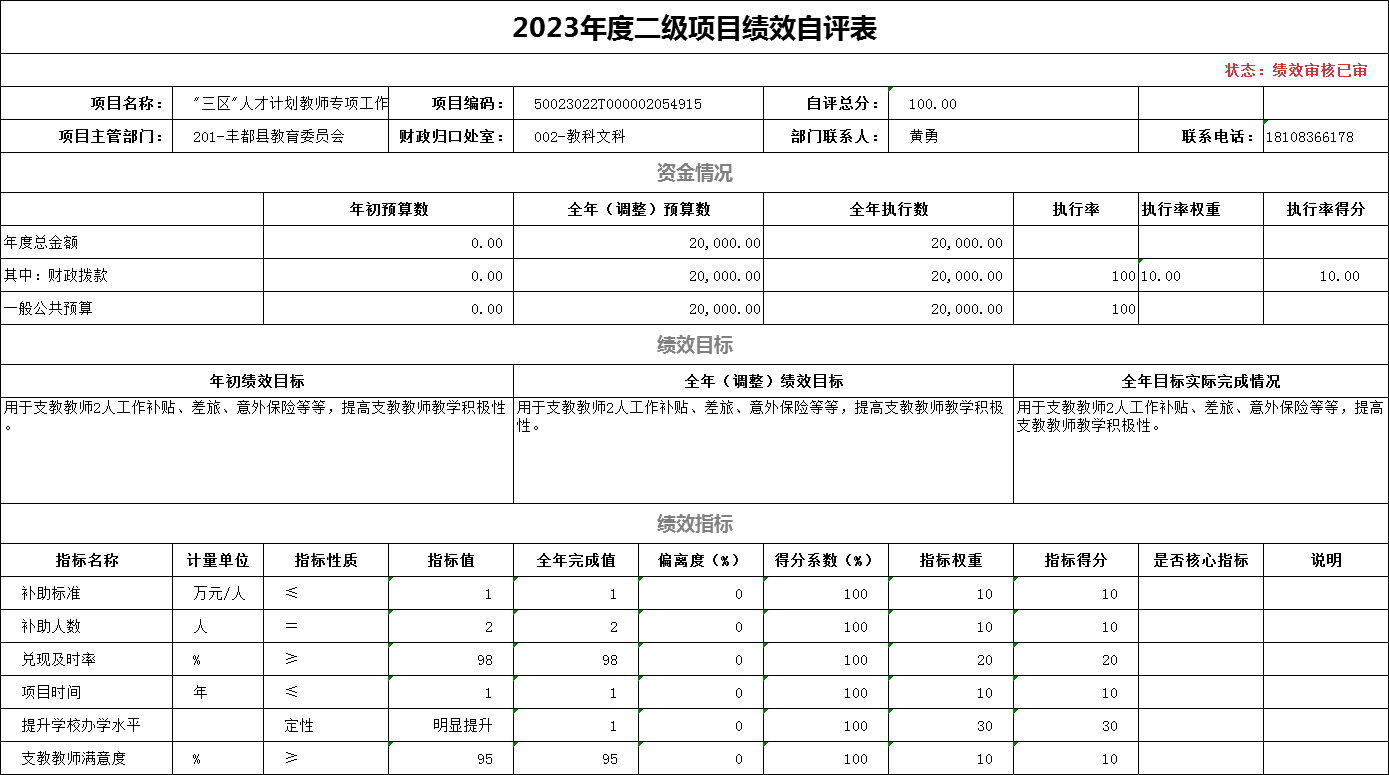 2023年度二级项目绩效自评表
状态：绩效审核已审
项目名称： "三区"人才计划教师专项工作 项目编码： 50023022T000002054915 自评总分： 100.00
项目主管部门： 201-丰都县教育委员会 财政归口处室： 002-教科文科 部门联系人： 黄勇 联系电话： 18108366178
资金情况
年初预算数 全年（调整）预算数 全年执行数 执行率 执行率权重 执行率得分
年度总金额 0.00 20,000.00 20,000.00
其中：财政拨款 0.00 20,000.00 20,000.00 100 10.00 10.00
一般公共预算 0.00 20,000.00 20,000.00 100
绩效目标
年初绩效目标 全年（调整）绩效目标 全年目标实际完成情况
用于支教教师2人工作补贴、差旅、意外保险等等，提高支教教师教学积极性
。
用于支教教师2人工作补贴、差旅、意外保险等等，提高支教教师教学积极
性。
用于支教教师2人工作补贴、差旅、意外保险等等，提高
支教教师教学积极性。
绩效指标
指标名称 计量单位 指标性质 指标值 全年完成值 偏离度（%） 得分系数（%） 指标权重 指标得分 是否核心指标 说明
补助标准 万元/人 ≤ 1 1 0 100 10 10
补助人数 人 ＝ 2 2 0 100 10 10
兑现及时率 % ≥ 98 98 0 100 20 20
项目时间 年 ≤ 1 1 0 100 10 10
提升学校办学水平 定性 明显提升 1 0 100 30 30
支教教师满意度 % ≥ 95 95 0 100 10 10